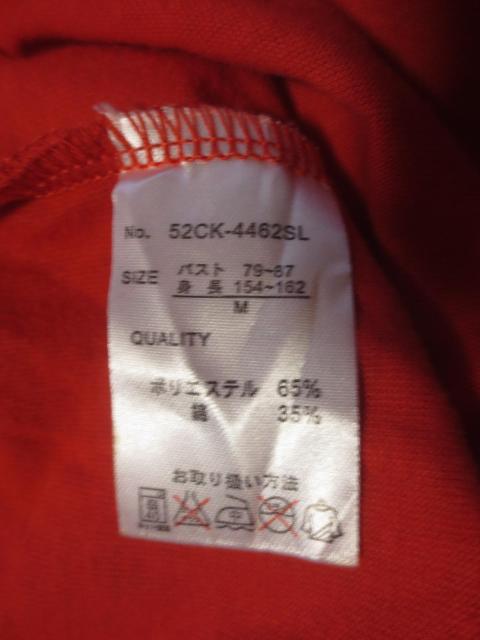 No. 52CK-4462SL
SIZE バスト 79~87
身長 154~162
M
QUALITY
ポリエステル 65%
綿 35%
お取り扱い方法
中